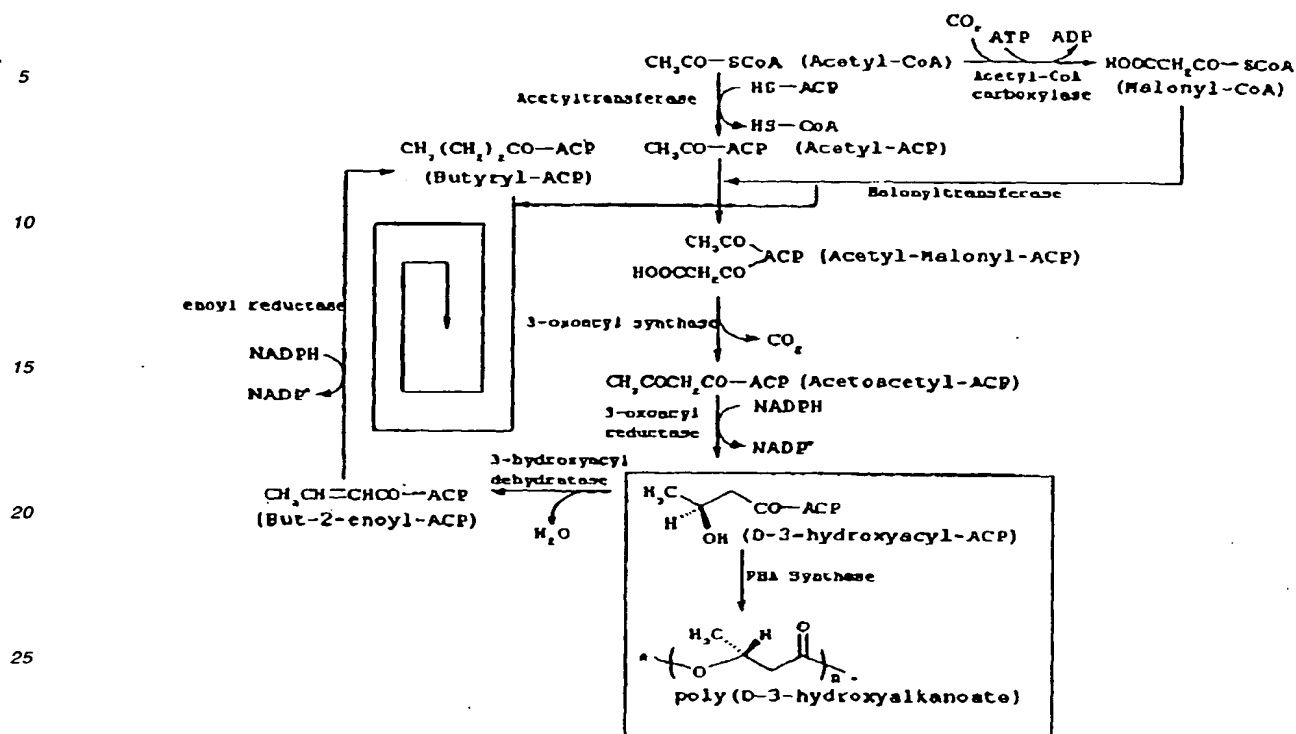 CO₂
ATP ADP
5
CH₃CO—SCoA (Acetyl-CoA)
Acetyl-CoA
carboxylase
HOOCCH₂CO—SCoA
(Malonyl-CoA)
Acetyltransferase
HS—ACP
HS—CoA
CH₃(CH₂)₂CO—ACP
(Butyryl-ACP)
CH₃CO—ACP (Acetyl-ACP)
Malonyltransferase
10
CH₃CO
HOOCCH₂CO
ACP (Acetyl-Malonyl-ACP)
enoyl reductase
3-oxoacyl synthase
CO₂
15
NADPH
NADP⁺
CH₃COCH₂CO—ACP (Acetoacetyl-ACP)
3-oxoacyl
reductase
NADPH
NADP⁺
3-hydroxyacyl
dehydratase
H₂O
20
CH₃CH=CHCO—ACP
(But-2-enoyl-ACP)
H₃C
CO—ACP
H
OH (D-3-hydroxyacyl-ACP)
PHA Synthase
25
H₃C H O
* ( O ) n *
poly(D-3-hydroxyalkanoate)